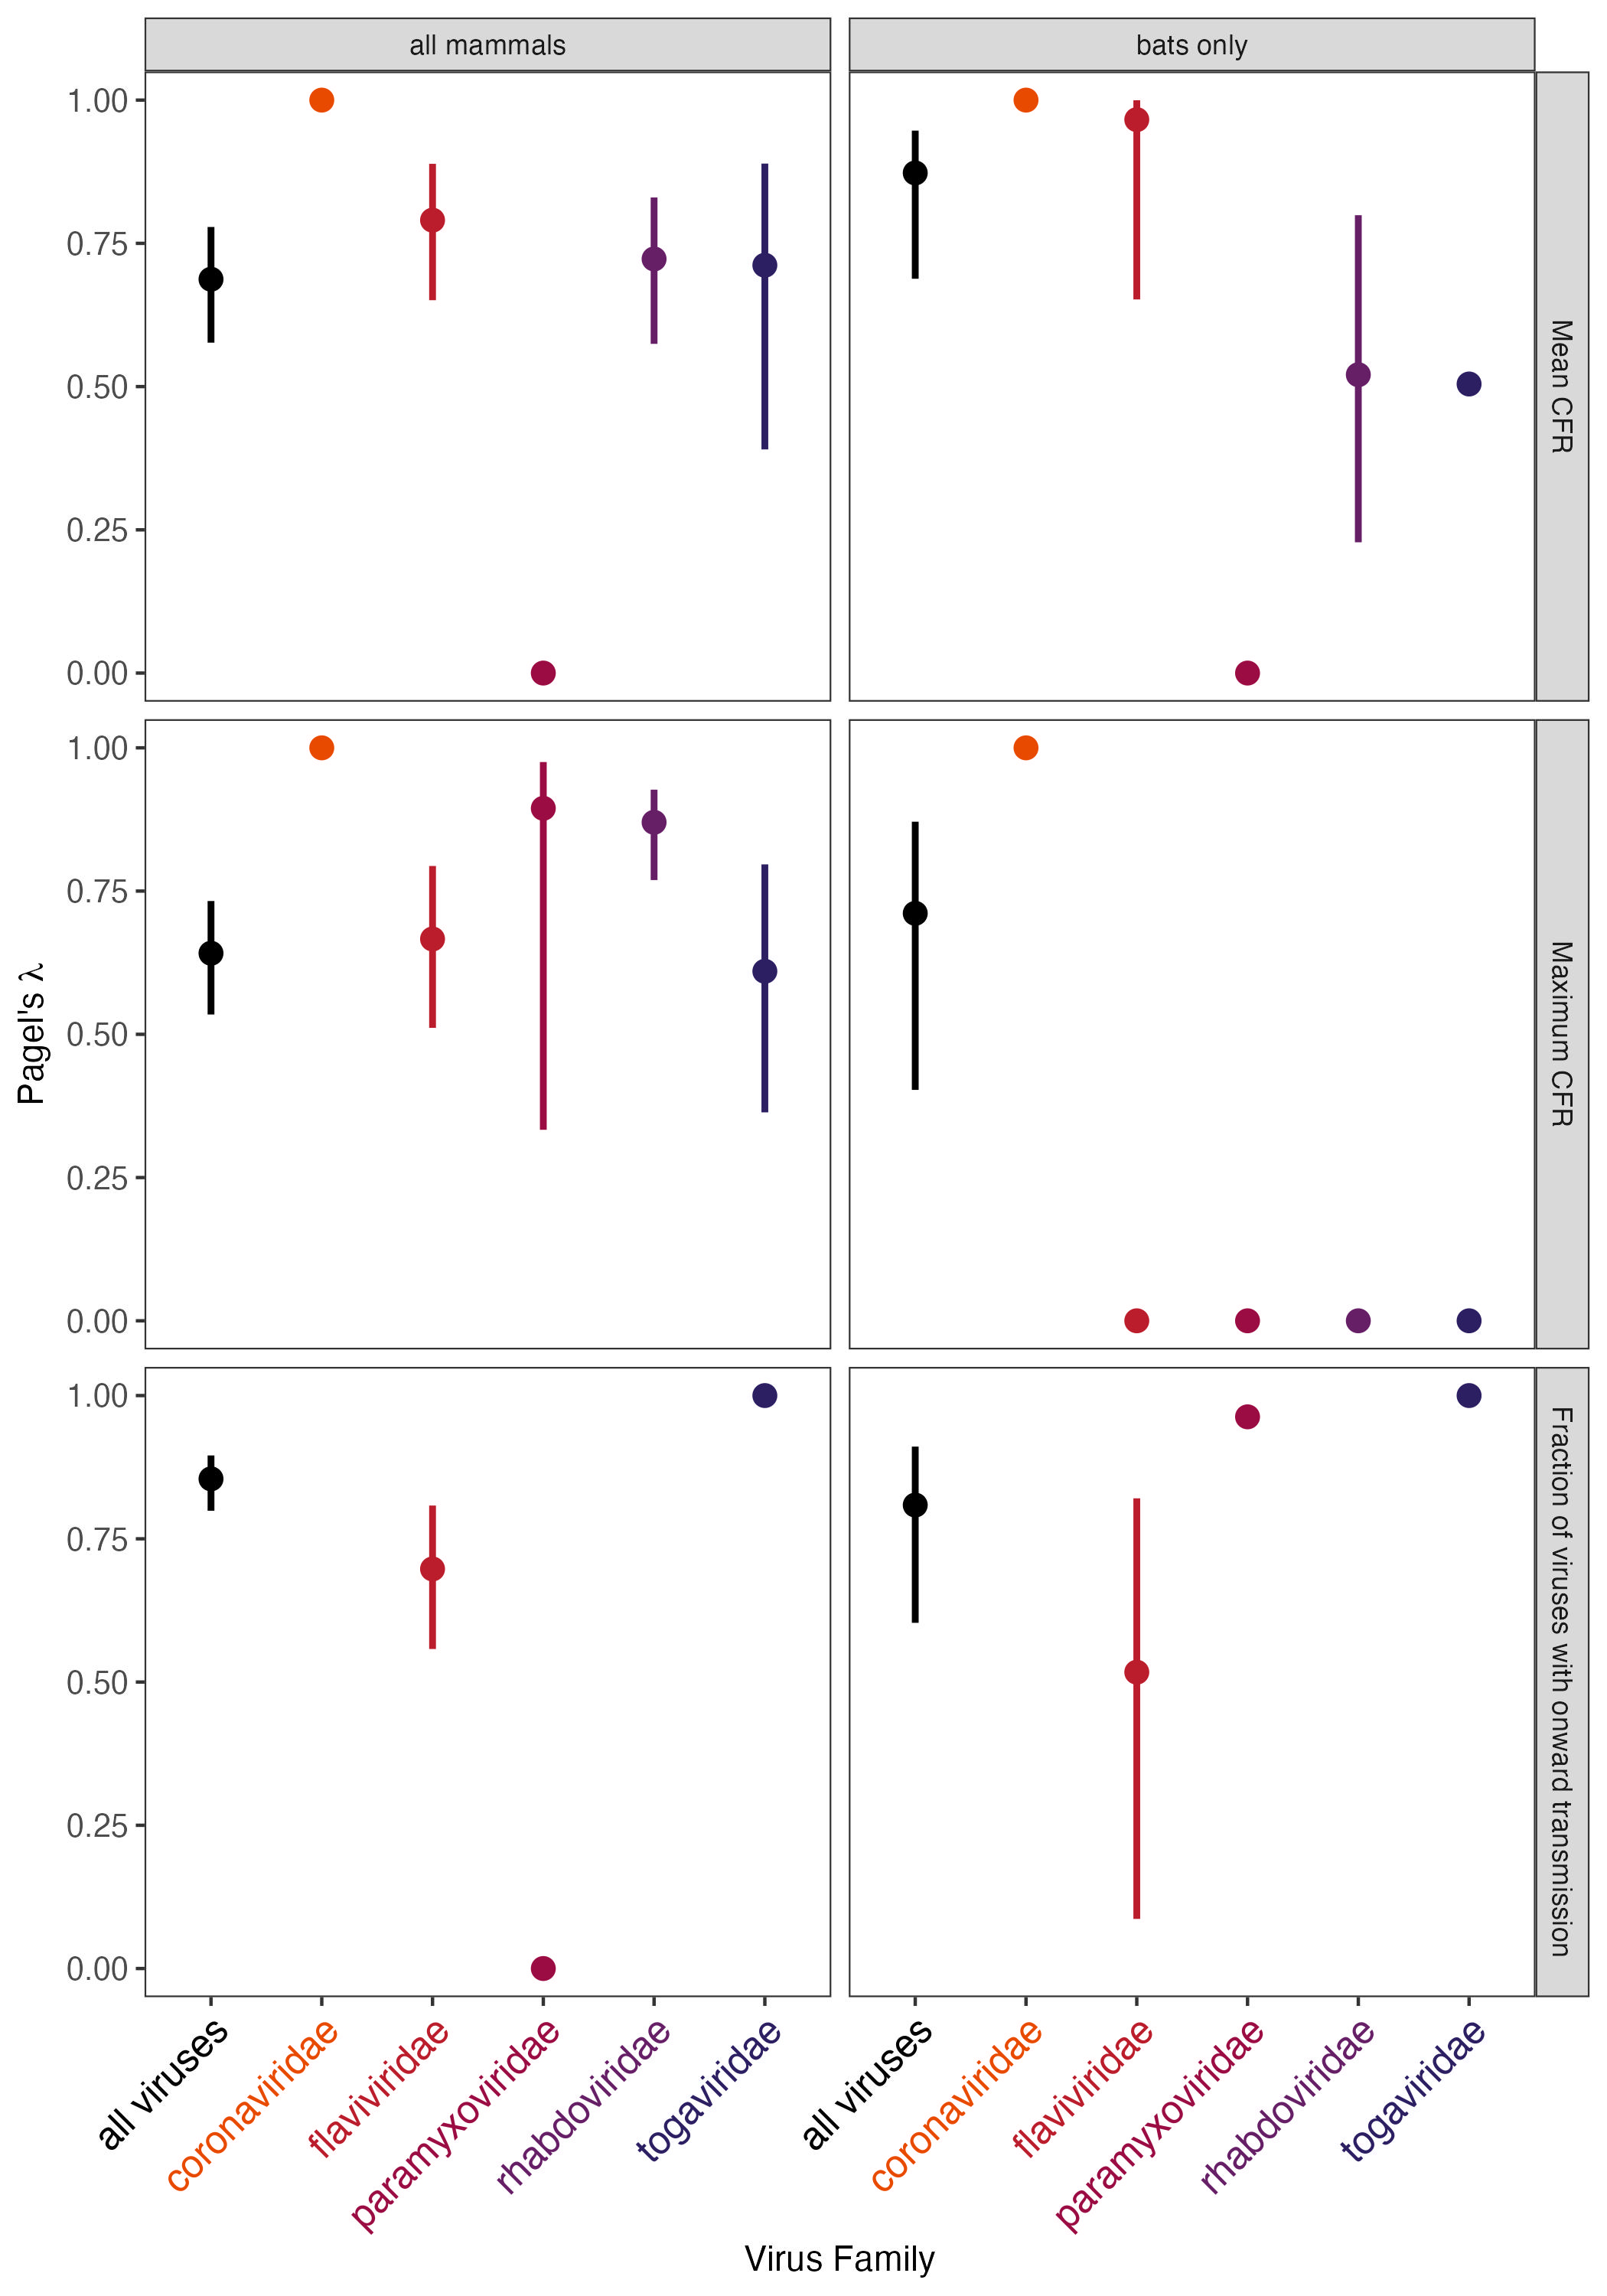 all mammals
bats only
1.00
0.75
0.50
0.25
0.00
Mean CFR
1.00
0.75
0.50
0.25
0.00
Maximum CFR
1.00
0.75
0.50
0.25
0.00
Fraction of viruses with onward transmission
Pagel's λ
all viruses
coronaviridae
flaviviridae
paramyxoviridae
rhabdoviridae
togaviridae
all viruses
coronaviridae
flaviviridae
paramyxoviridae
rhabdoviridae
togaviridae
Virus Family